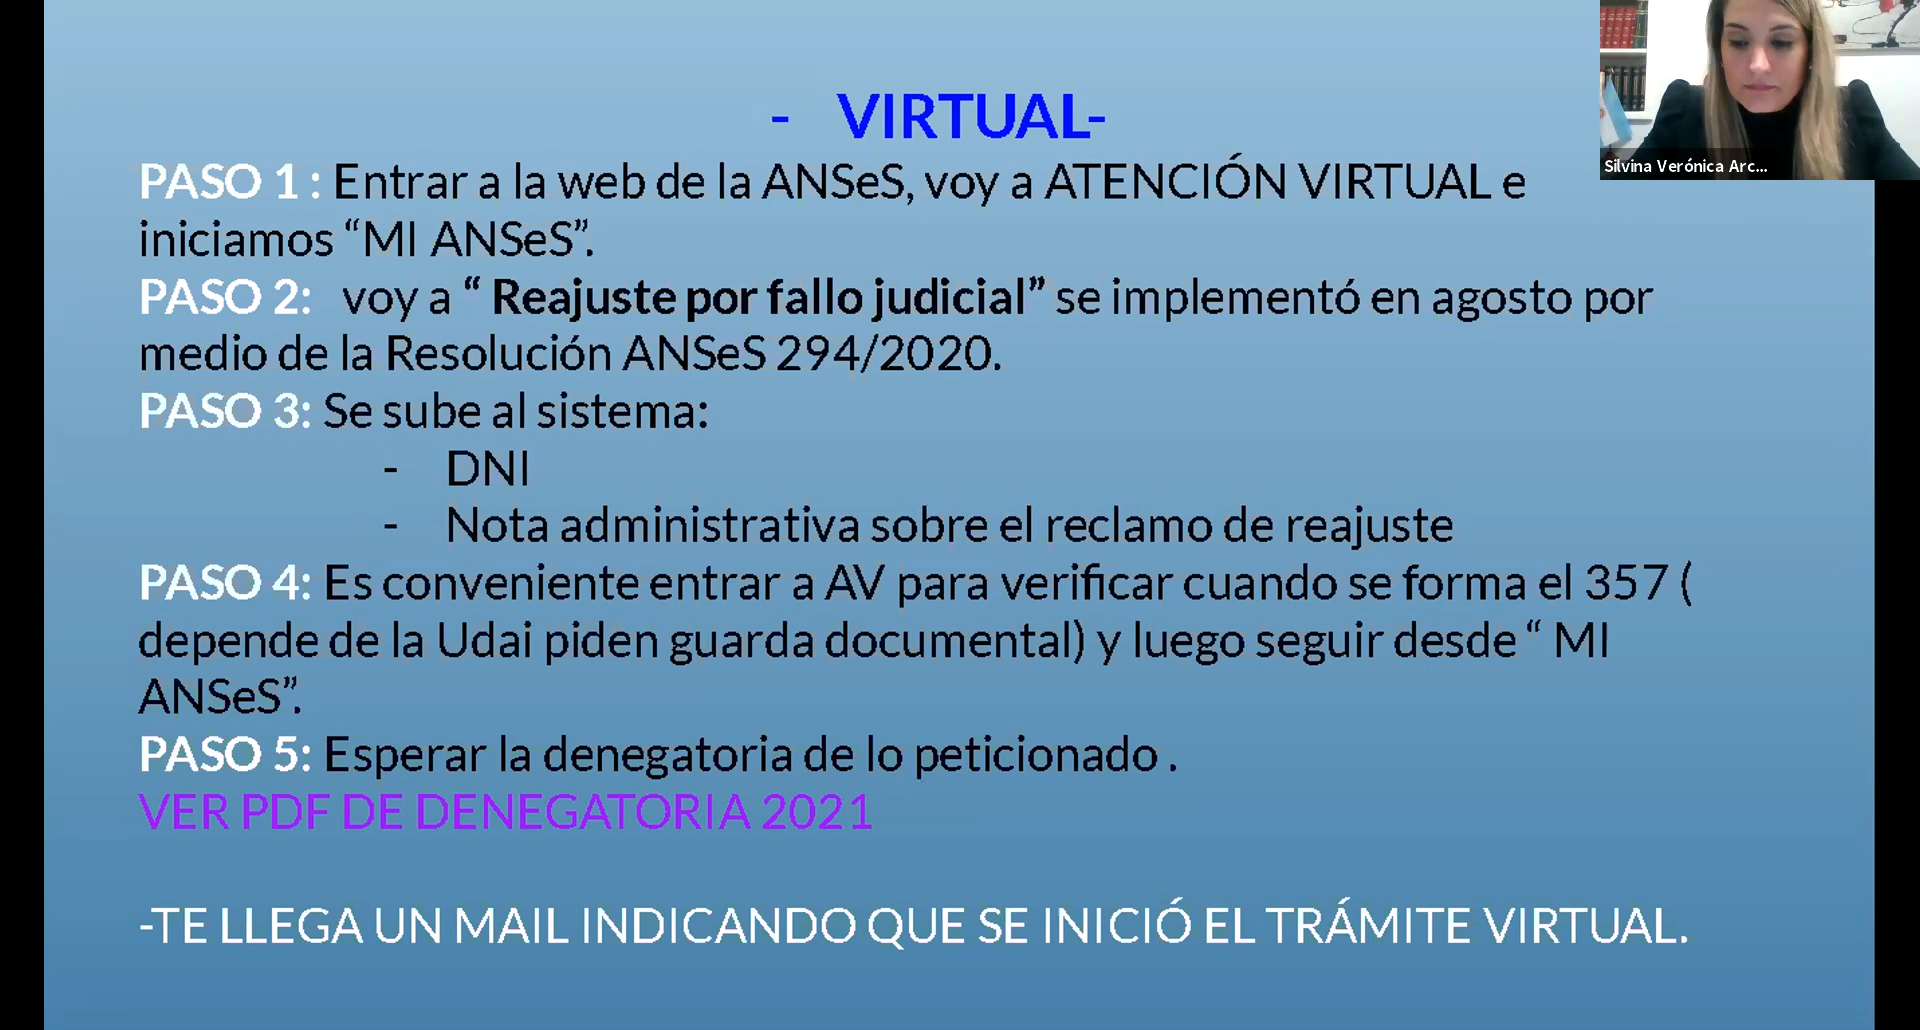 - VIRTUAL-
Silvina Verónica Arc...
PASO 1 : Entrar a la web de la ANSeS, voy a ATENCIÓN VIRTUAL e
iniciamos “MI ANSeS”.
PASO 2: voy a “ Reajuste por fallo judicial” se implementó en agosto por
medio de la Resolución ANSeS 294/2020.
PASO 3: Se sube al sistema:
- DNI
- Nota administrativa sobre el reclamo de reajuste
PASO 4: Es conveniente entrar a AV para verificar cuando se forma el 357 (
depende de la Udai piden guarda documental) y luego seguir desde “ MI
ANSeS”.
PASO 5: Esperar la denegatoria de lo peticionado .
VER PDF DE DENEGATORIA 2021
-TE LLEGA UN MAIL INDICANDO QUE SE INICIÓ EL TRÁMITE VIRTUAL.